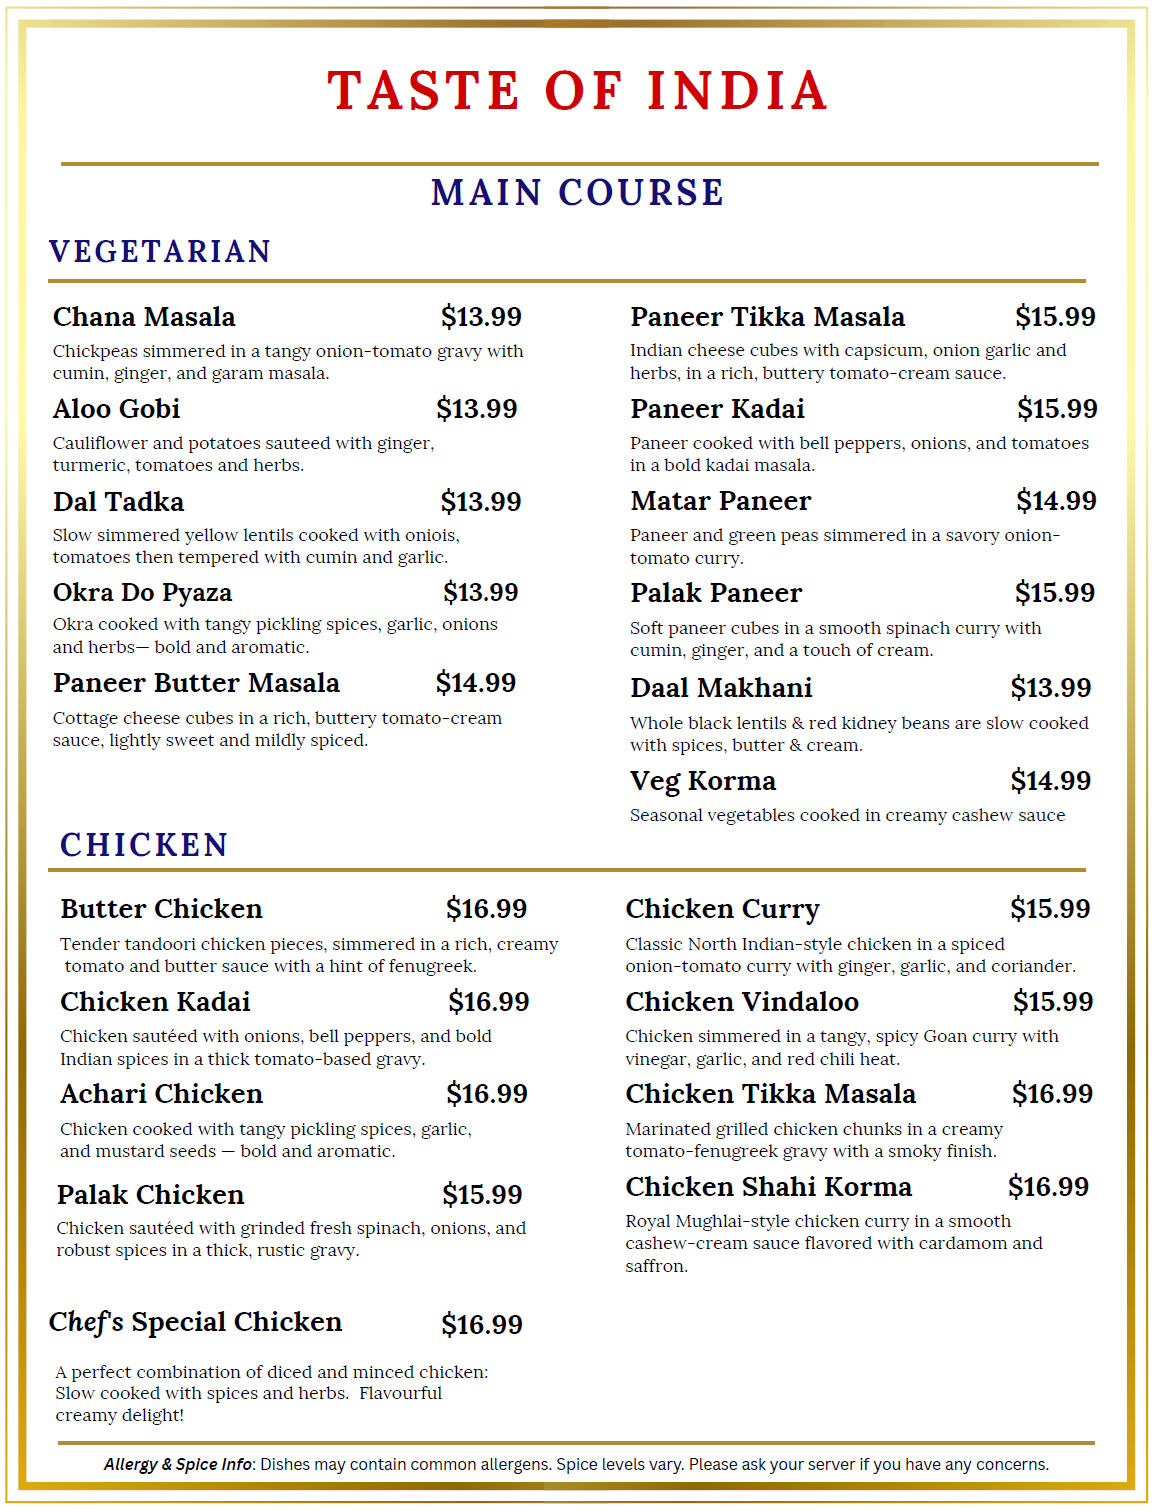 TASTE OF INDIA
MAIN COURSE
VEGETARIAN
Chana Masala $13.99
Chickpeas simmered in a tangy onion-tomato gravy with
cumin, ginger, and garam masala.
Aloo Gobi $13.99
Cauliflower and potatoes sauteed with ginger,
turmeric, tomatoes and herbs.
Dal Tadka $13.99
Slow simmered yellow lentils cooked with oniois,
tomatoes then tempered with cumin and garlic.
Okra Do Pyaza $13.99
Okra cooked with tangy pickling spices, garlic, onions
and herbs— bold and aromatic.
Paneer Butter Masala $14.99
Cottage cheese cubes in a rich, buttery tomato-cream
sauce, lightly sweet and mildly spiced.
Paneer Tikka Masala $15.99
Indian cheese cubes with capsicum, onion garlic and
herbs, in a rich, buttery tomato-cream sauce.
Paneer Kadai $15.99
Paneer cooked with bell peppers, onions, and tomatoes
in a bold kadai masala.
Matar Paneer $14.99
Paneer and green peas simmered in a savory onion-
tomato curry.
Palak Paneer $15.99
Soft paneer cubes in a smooth spinach curry with
cumin, ginger, and a touch of cream.
Daal Makhani $13.99
Whole black lentils & red kidney beans are slow cooked
with spices, butter & cream.
Veg Korma $14.99
Seasonal vegetables cooked in creamy cashew sauce
CHICKEN
Butter Chicken $16.99
Tender tandoori chicken pieces, simmered in a rich, creamy
tomato and butter sauce with a hint of fenugreek.
Chicken Kadai $16.99
Chicken sautéed with onions, bell peppers, and bold
Indian spices in a thick tomato-based gravy.
Achari Chicken $16.99
Chicken cooked with tangy pickling spices, garlic,
and mustard seeds — bold and aromatic.
Palak Chicken $15.99
Chicken sautéed with grinded fresh spinach, onions, and
robust spices in a thick, rustic gravy.
Chef's Special Chicken $16.99
A perfect combination of diced and minced chicken:
Slow cooked with spices and herbs. Flavourful
creamy delight!
Chicken Curry $15.99
Classic North Indian-style chicken in a spiced
onion-tomato curry with ginger, garlic, and coriander.
Chicken Vindaloo $15.99
Chicken simmered in a tangy, spicy Goan curry with
vinegar, garlic, and red chili heat.
Chicken Tikka Masala $16.99
Marinated grilled chicken chunks in a creamy
tomato-fenugreek gravy with a smoky finish.
Chicken Shahi Korma $16.99
Royal Mughlai-style chicken curry in a smooth
cashew-cream sauce flavored with cardamom and
saffron.
Allergy & Spice Info: Dishes may contain common allergens. Spice levels vary. Please ask your server if you have any concerns.